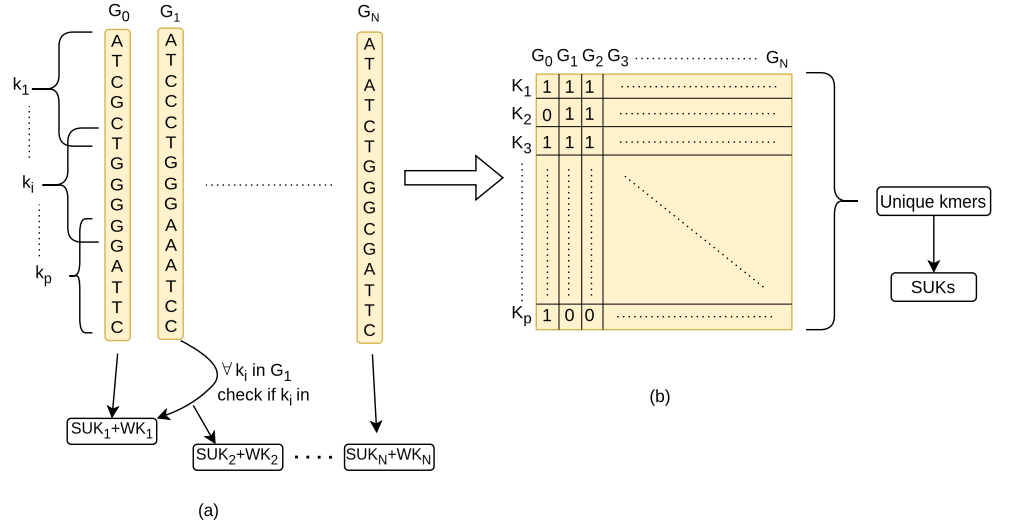 G0 G1 GN
A A A
T T T
C C A
k1 G C T
C C C
T T T
G G G
ki G G G
G G G
G A C
G A G
kp A A A
T T T
T C T
C C C
∀ ki in G1
check if ki in
SUK1+WK1
SUK2+WK2 .... SUKN+WKN
(a)
G0 G1 G2 G3 GN
K1 1 1 1
K2 0 1 1
K3 1 1 1
Kp 1 0 0
Unique kmers
SUKs
(b)